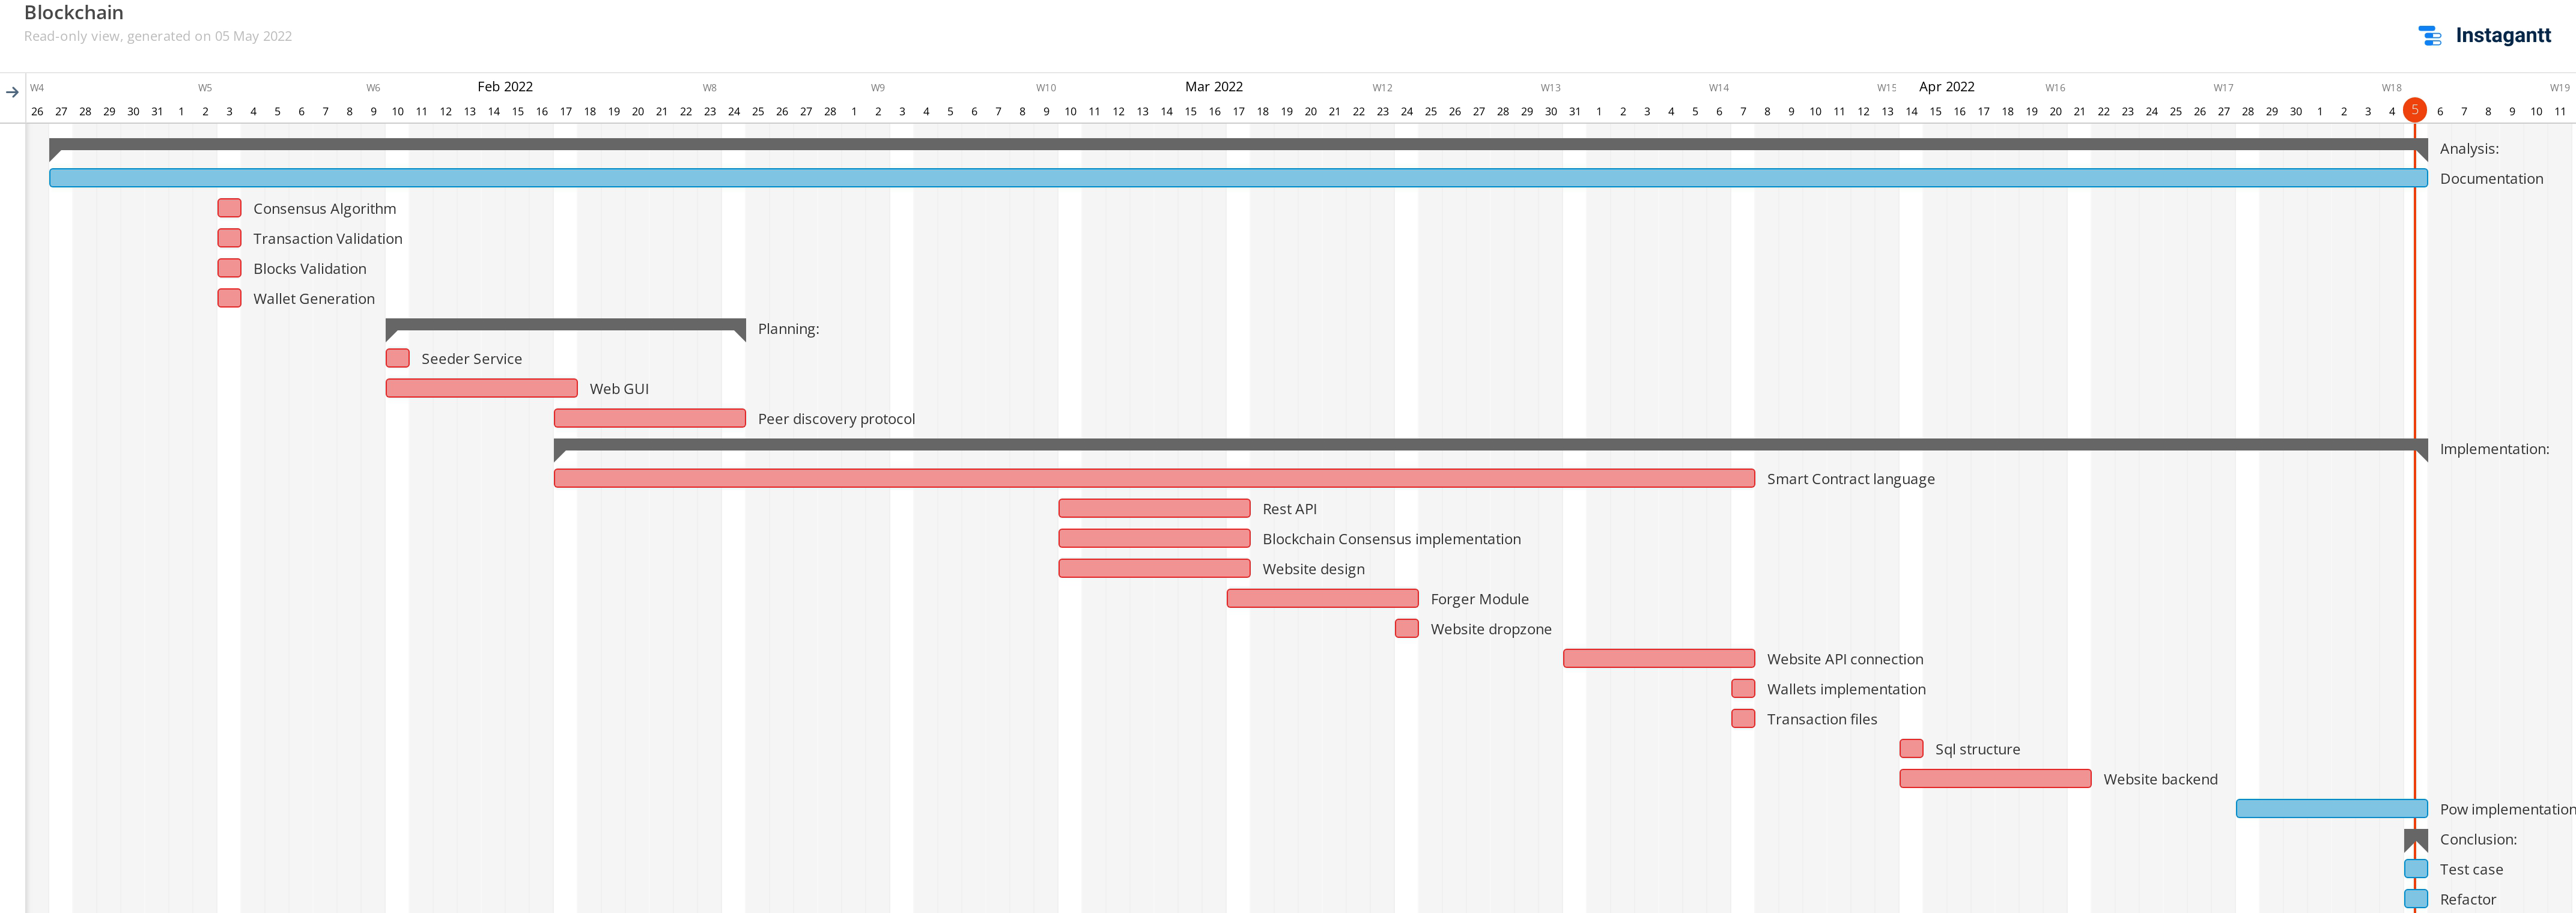 Blockchain
Read-only view, generated on 05 May 2022
Instagantt
W4 W5 W6 Feb 2022 W8 W9 W10 Mar 2022 W12 W13 W14 W15 Apr 2022 W16 W17 W18 W19
26 27 28 29 30 31 1 2 3 4 5 6 7 8 9 10 11 12 13 14 15 16 17 18 19 20 21 22 23 24 25 26 27 28 1 2 3 4 5 6 7 8 9 10 11 12 13 14 15 16 17 18 19 20 21 22 23 24 25 26 27 28 29 30 31 1 2 3 4 5 6 7 8 9 10 11 12 13 14 15 16 17 18 19 20 21 22 23 24 25 26 27 28 29 30 1 2 3 4 5 6 7 8 9 10 11
Analysis:
Documentation
Consensus Algorithm
Transaction Validation
Blocks Validation
Wallet Generation
Planning:
Seeder Service
Web GUI
Peer discovery protocol
Implementation:
Smart Contract language
Rest API
Blockchain Consensus implementation
Website design
Forger Module
Website dropzone
Website API connection
Wallets implementation
Transaction files
Sql structure
Website backend
Pow implementation
Conclusion:
Test case
Refactor